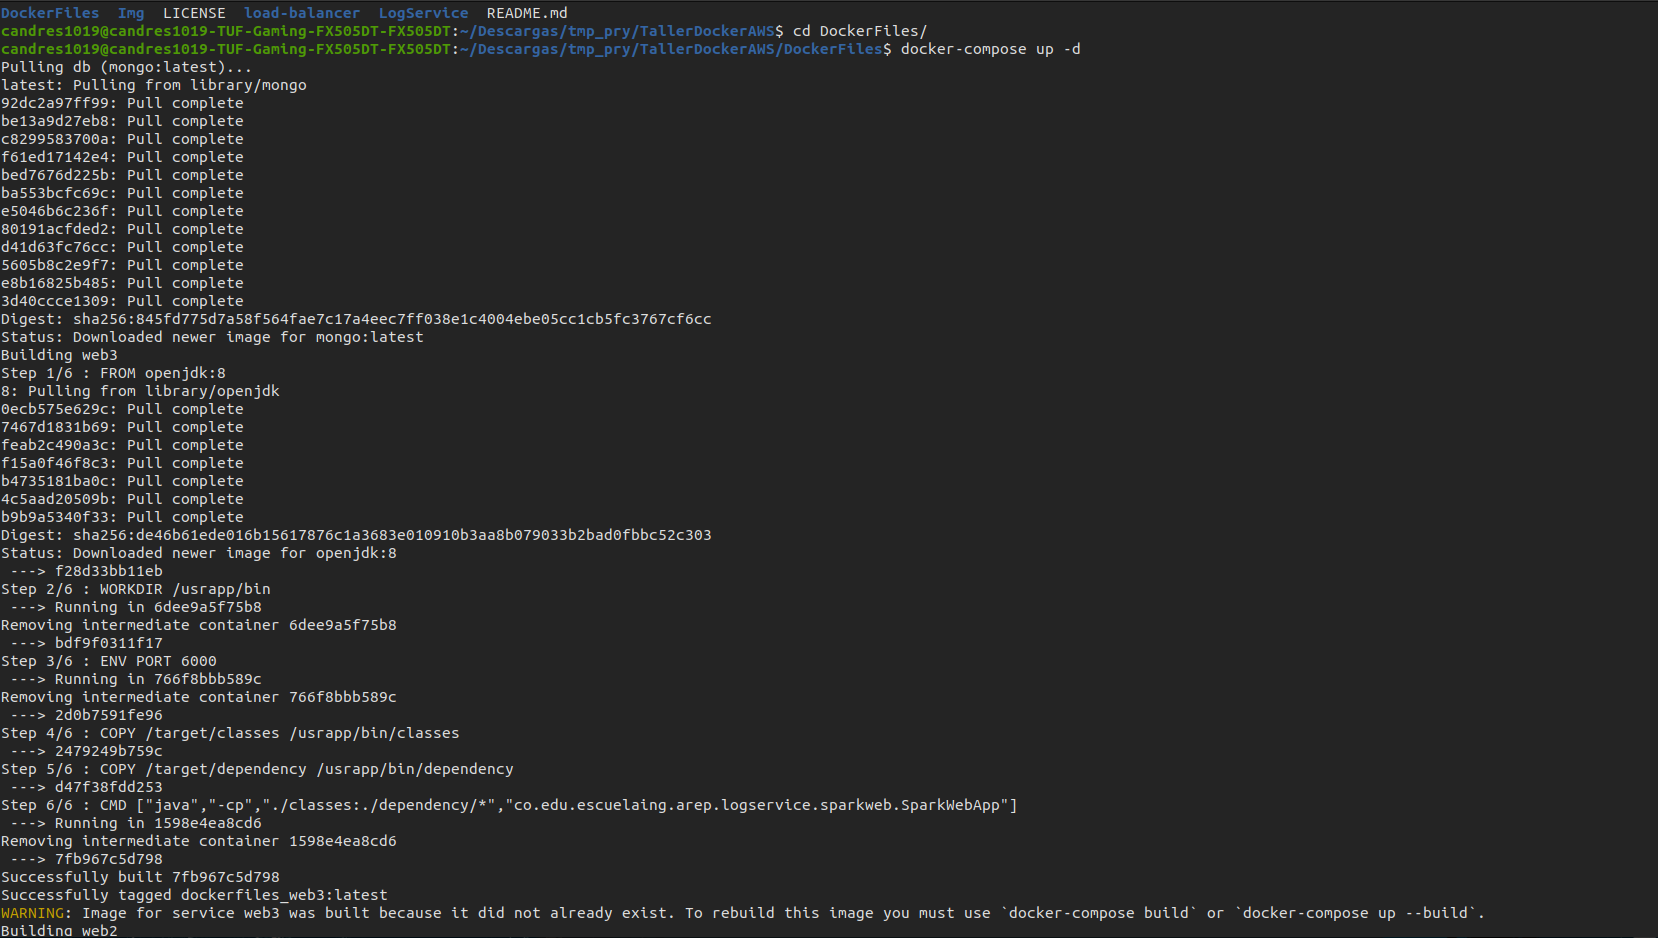 DockerFiles  Img  LICENSE  load-balancer  LogService  README.md
candres1019@candres1019-TUF-Gaming-FX505DT-FX505DT:~/Descargas/tmp_pry/TallerDockerAWS$ cd DockerFiles/
candres1019@candres1019-TUF-Gaming-FX505DT-FX505DT:~/Descargas/tmp_pry/TallerDockerAWS/DockerFiles$ docker-compose up -d
Pulling db (mongo:latest)...
latest: Pulling from library/mongo
92dc2a97ff99: Pull complete
be13a9d27eb8: Pull complete
c8299583700a: Pull complete
f61ed17142e4: Pull complete
bed7676d225b: Pull complete
ba553bcfc69c: Pull complete
e5046b6c236f: Pull complete
80191acfded2: Pull complete
d41d63fc76cc: Pull complete
5605b8c2e9f7: Pull complete
e8b16825b485: Pull complete
3d40ccce1309: Pull complete
Digest: sha256:845fd775d7a58f564fae7c17a4eec7ff038e1c4004ebe05cc1cb5fc3767cf6cc
Status: Downloaded newer image for mongo:latest
Building web3
Step 1/6 : FROM openjdk:8
8: Pulling from library/openjdk
0ecb575e629c: Pull complete
7467d1831b69: Pull complete
feab2c490a3c: Pull complete
f15a0f46f8c3: Pull complete
b4735181ba0c: Pull complete
4c5aad20509b: Pull complete
b9b9a5340f33: Pull complete
Digest: sha256:de46b61ede016b15617876c1a3683e010910b3aa8b079033b2bad0fbbc52c303
Status: Downloaded newer image for openjdk:8
 ---> f28d33bb11eb
Step 2/6 : WORKDIR /usrapp/bin
 ---> Running in 6dee9a5f75b8
Removing intermediate container 6dee9a5f75b8
 ---> bdf9f0311f17
Step 3/6 : ENV PORT 6000
 ---> Running in 766f8bbb589c
Removing intermediate container 766f8bbb589c
 ---> 2d0b7591fe96
Step 4/6 : COPY /target/classes /usrapp/bin/classes
 ---> 2479249b759c
Step 5/6 : COPY /target/dependency /usrapp/bin/dependency
 ---> d47f38fdd253
Step 6/6 : CMD ["java","-cp","./classes:./dependency/*","co.edu.escuelaing.arep.logservice.sparkweb.SparkWebApp"]
 ---> Running in 1598e4ea8cd6
Removing intermediate container 1598e4ea8cd6
 ---> 7fb967c5d798
Successfully built 7fb967c5d798
Successfully tagged dockerfiles_web3:latest
WARNING: Image for service web3 was built because it did not already exist. To rebuild this image you must use `docker-compose build` or `docker-compose up --build`.
Building web2